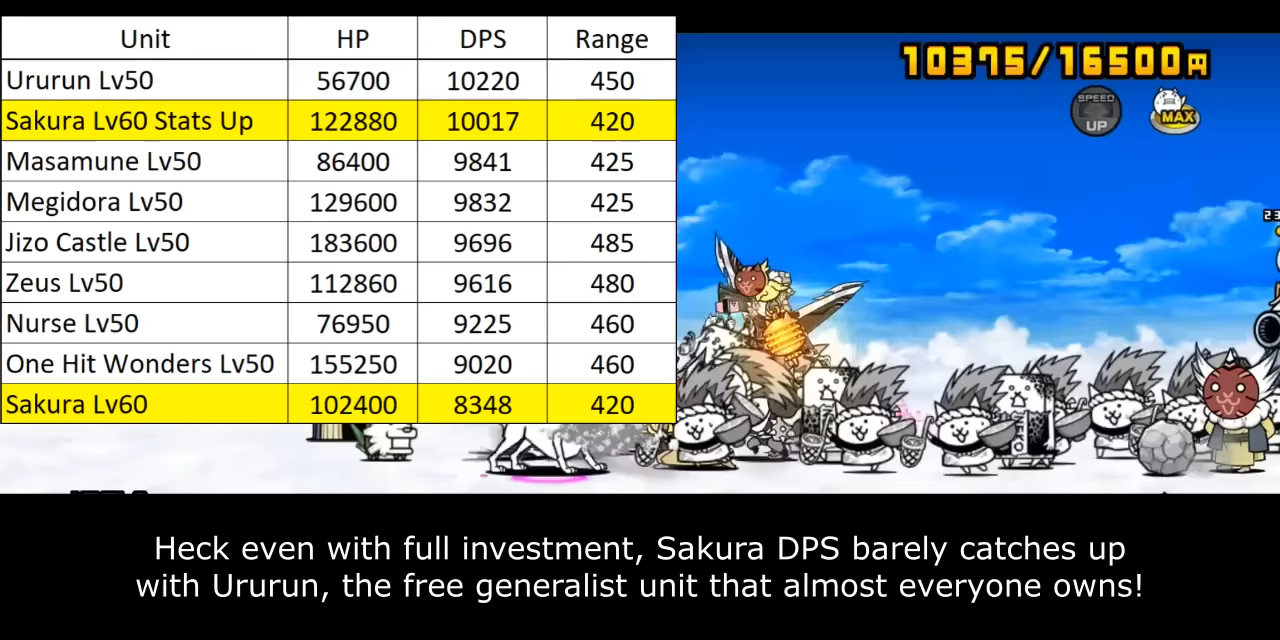 Unit HP DPS Range
Ururun Lv50 56700 10220 450
Sakura Lv60 Stats Up 122880 10017 420
Masamune Lv50 86400 9841 425
Megidora Lv50 129600 9832 425
Jizo Castle Lv50 183600 9696 485
Zeus Lv50 112860 9616 480
Nurse Lv50 76950 9225 460
One Hit Wonders Lv50 155250 9020 460
Sakura Lv60 102400 8348 420
10375/16500円
SPEED
UP
MAX
Heck even with full investment, Sakura DPS barely catches up
with Ururun, the free generalist unit that almost everyone owns!